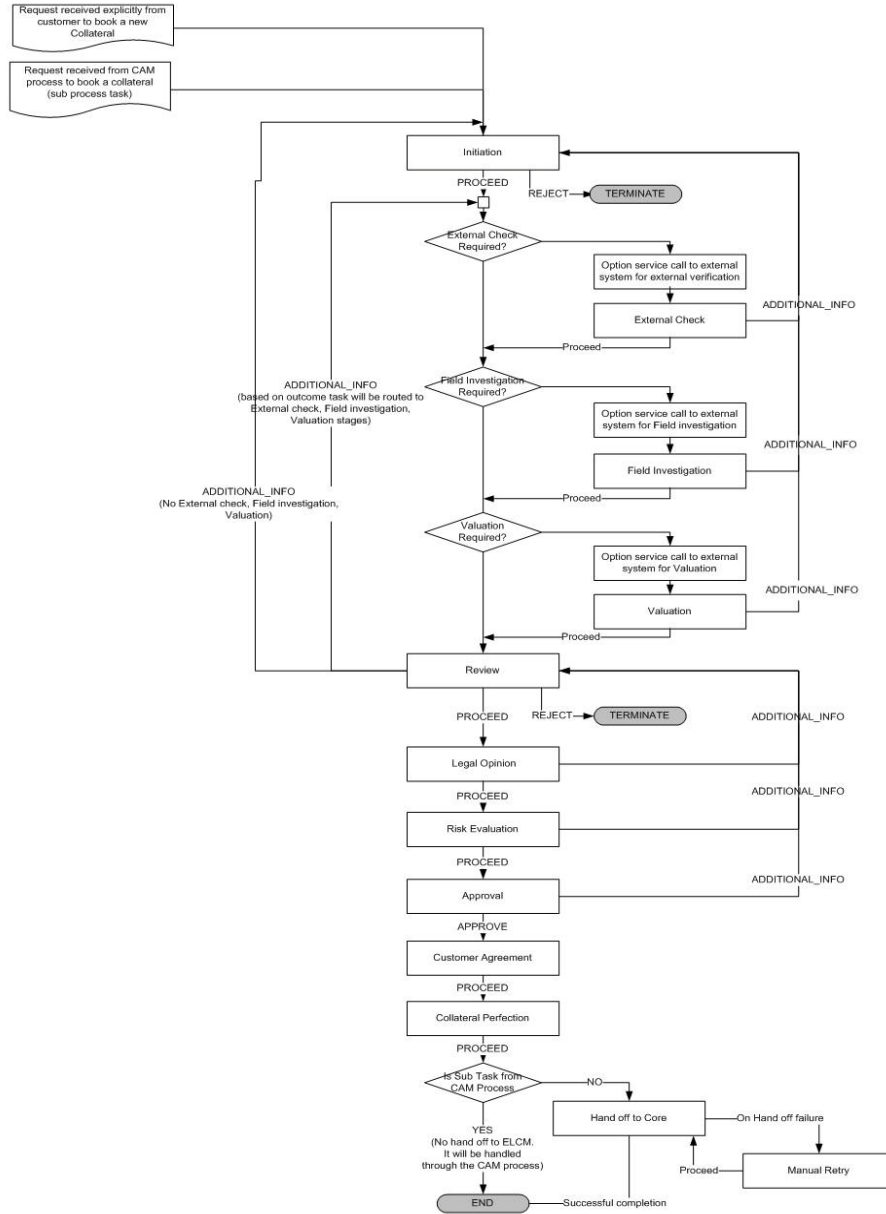 Request received explicitly from
customer to book a new
Collateral
Request received from CAM
process to book a collateral
(sub process task)
Initiation
PROCEED
REJECT
TERMINATE
External Check
Required?
Option service call to external
system for external verification
ADDITIONAL_INFO
External Check
Proceed
ADDITIONAL_INFO
(based on outcome task will be routed to
External check, Field investigation,
Valuation stages)
Field Investigation
Required?
Option service call to external
system for Field investigation
ADDITIONAL_INFO
Field Investigation
Proceed
ADDITIONAL_INFO
(No External check, Field investigation,
Valuation)
Valuation
Required?
Option service call to external
system for Valuation
ADDITIONAL_INFO
Valuation
Proceed
Review
PROCEED
REJECT
TERMINATE
ADDITIONAL_INFO
Legal Opinion
PROCEED
ADDITIONAL_INFO
Risk Evaluation
PROCEED
ADDITIONAL_INFO
Approval
APPROVE
Customer Agreement
PROCEED
Collateral Perfection
PROCEED
Is Sub Task from
CAM Process
NO
Hand off to Core
On Hand off failure
YES
(No hand off to ELCM.
It will be handled
through the CAM process)
Proceed
Manual Retry
END
Successful completion